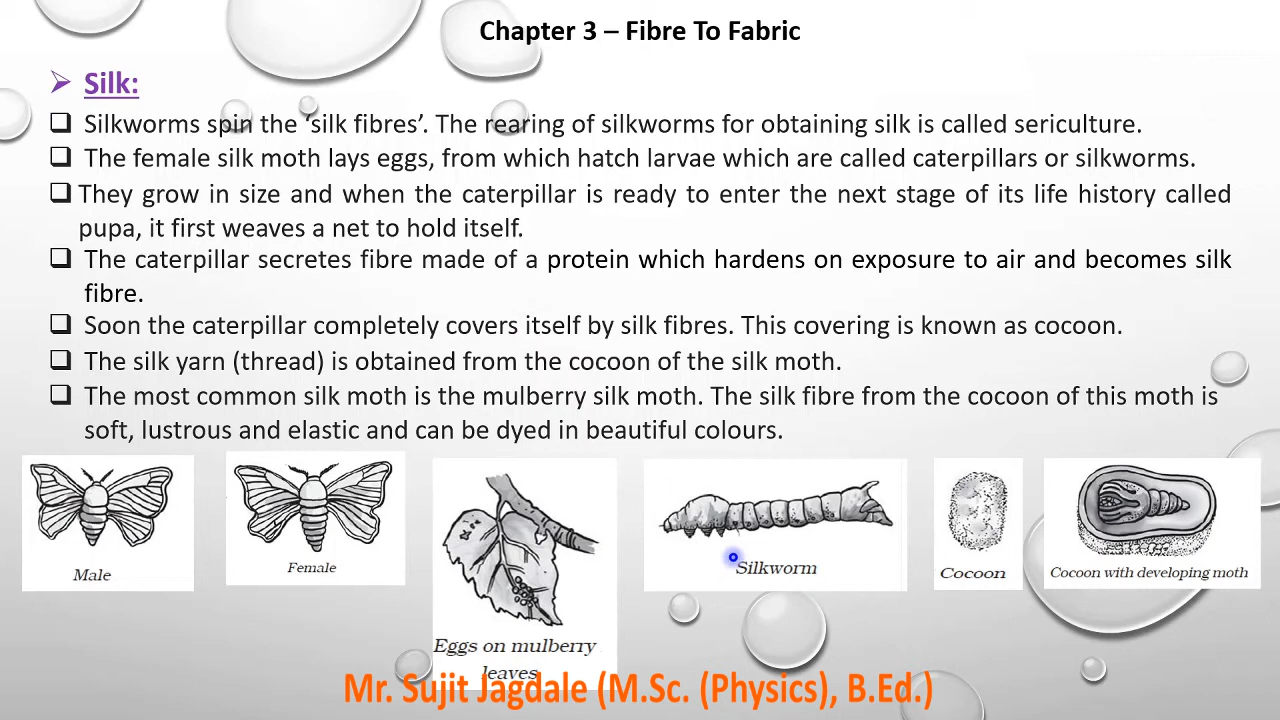 Chapter 3 – Fibre To Fabric
Silk:
Silkworms spin the ‘silk fibres’. The rearing of silkworms for obtaining silk is called sericulture.
The female silk moth lays eggs, from which hatch larvae which are called caterpillars or silkworms.
They grow in size and when the caterpillar is ready to enter the next stage of its life history called
pupa, it first weaves a net to hold itself.
The caterpillar secretes fibre made of a protein which hardens on exposure to air and becomes silk
fibre.
Soon the caterpillar completely covers itself by silk fibres. This covering is known as cocoon.
The silk yarn (thread) is obtained from the cocoon of the silk moth.
The most common silk moth is the mulberry silk moth. The silk fibre from the cocoon of this moth is
soft, lustrous and elastic and can be dyed in beautiful colours.
Male
Female
Eggs on mulberry
leaves
Silkworm
Cocoon
Cocoon with developing moth
Mr. Sujit Jagdale (M.Sc. (Physics), B.Ed.)